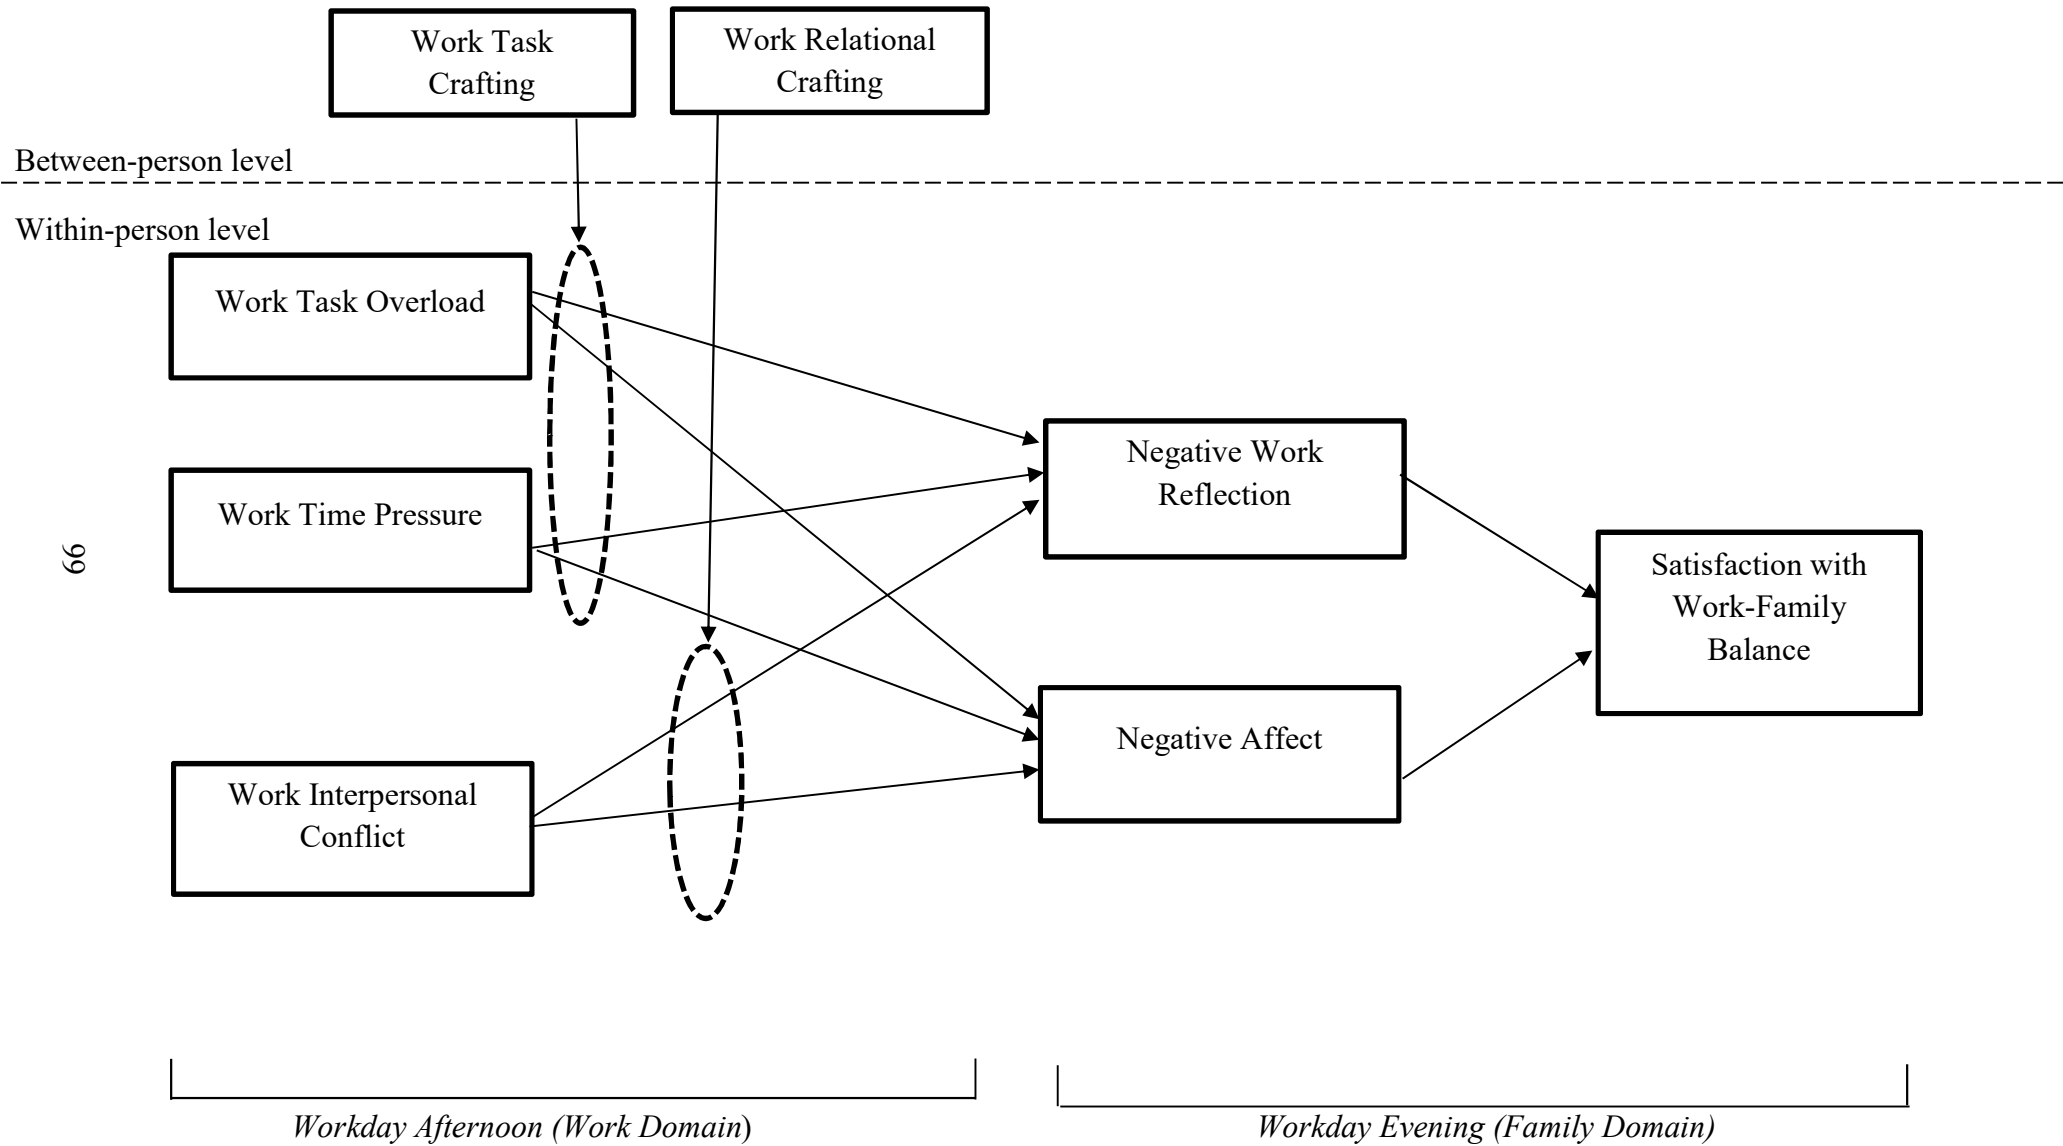 Work Task
Crafting
Work Relational
Crafting
Between-person level
Within-person level
Work Task Overload
Work Time Pressure
Work Interpersonal
Conflict
Negative Work
Reflection
Negative Affect
Satisfaction with
Work-Family
Balance
99
Workday Afternoon (Work Domain)
Workday Evening (Family Domain)